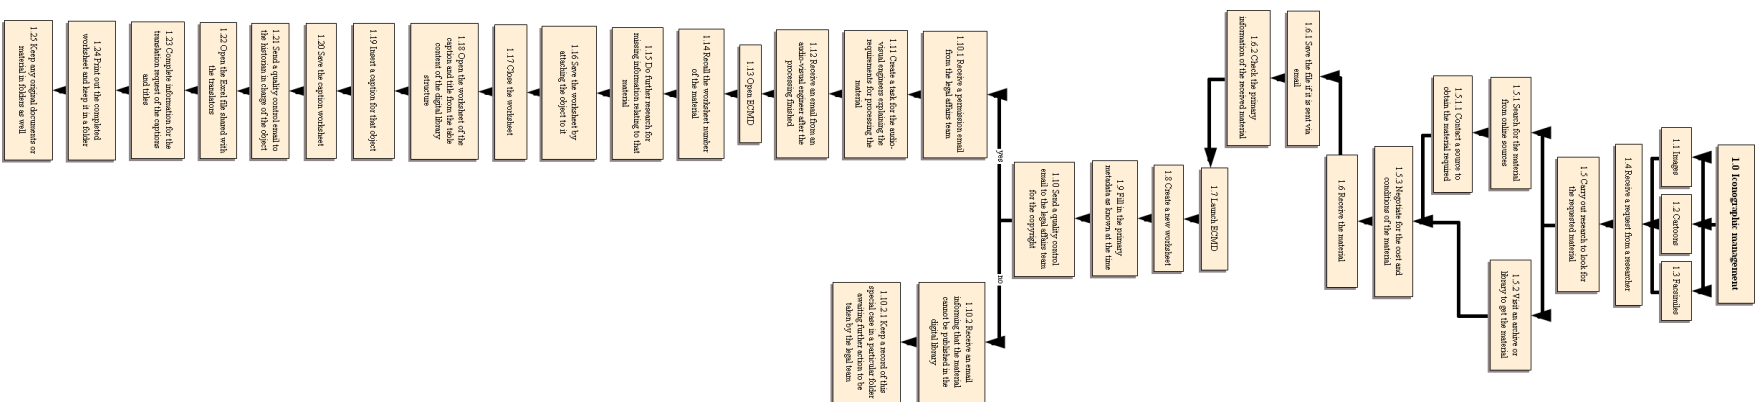 1.0 Iconographic management
1.1 Images
1.2 Cartoons
1.3 Facsimiles
1.4 Receive a request from a researcher
1.5 Carry out research to look for
the requested material
1.5.1 Search for the material
from online sources
1.5.2 Visit an archive or
library to get the material
1.5.1.1 Contact a source to
obtain the material required
1.5.3 Negotiate for the cost and
conditions of the material
1.6 Receive the material
1.6.1 Save the file if it is sent via
email
1.6.2 Check the primary
information of the received material
1.7 Launch ECMD
1.8 Create a new worksheet
1.9 Fill in the primary
metadata as known at the time
1.10 Send a quality control
email to the legal affairs team
for the copyright
yes
no
1.10.1 Receive a permission email
from the legal affairs team
1.10.2 Receive an email
informing that the material
cannot be published in the
digital library
1.10.2.1 Keep a record of this
special case in a particular folder
awaiting further action to be
taken by the legal team
1.11 Create a task for the audio-
visual engineers explaining the
requirements for processing the
material
1.12 Receive an email from an
audio-visual engineer after the
processing finished
1.13 Open ECMD
1.14 Recall the worksheet number
of the material
1.15 Do further research for
missing information relating to that
material
1.16 Save the worksheet by
attaching the object to it
1.17 Close the worksheet
1.18 Open the worksheet of the
caption and title from the table
content of the digital library
structure
1.19 Insert a caption for that object
1.20 Save the caption worksheet
1.21 Send a quality control email to
the historian in charge of the object
1.22 Open the Excel file shared with
the translators
1.23 Complete information for the
translation request of the captions
and titles
1.24 Print out the completed
worksheet and keep it in a folder
1.25 Keep any original documents or
material in folders as well